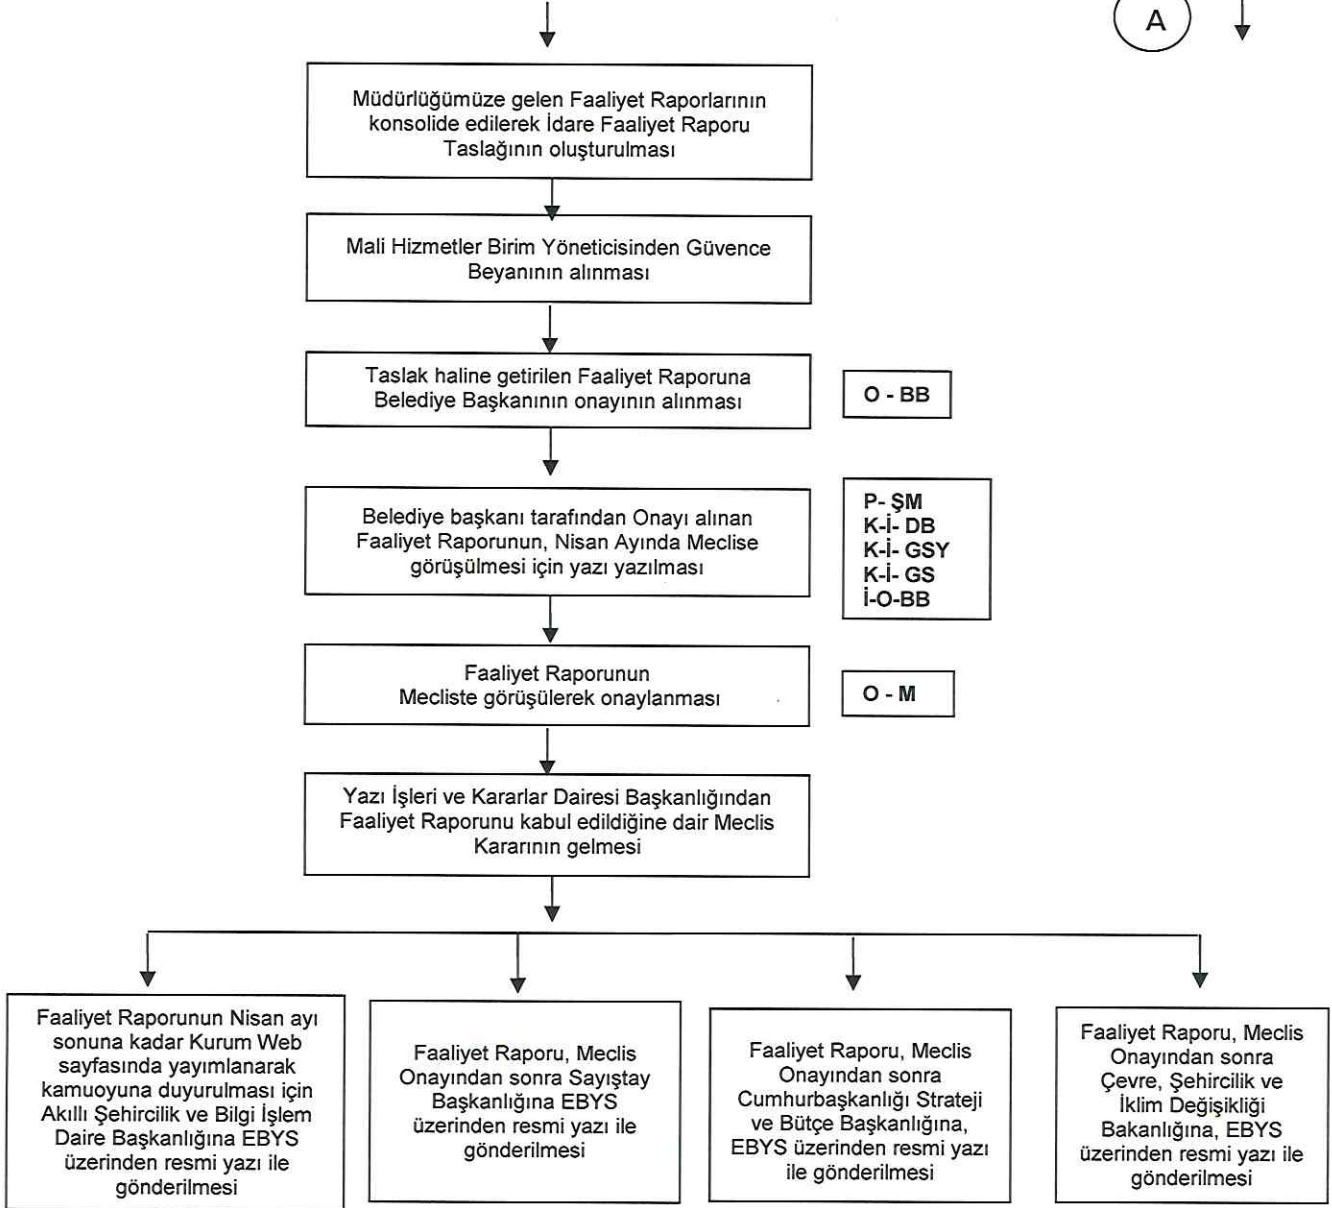 A
Müdürlüğümüze gelen Faaliyet Raporlarının
konsolide edilerek İdare Faaliyet Raporu
Taslağının oluşturulması
Mali Hizmetler Birim Yöneticisinden Güvence
Beyanının alınması
Taslak haline getirilen Faaliyet Raporuna
Belediye Başkanının onayının alınması
O - BB
Belediye başkanı tarafından Onayı alınan
Faaliyet Raporunun, Nisan Ayında Meclise
görüşülmesi için yazı yazılması
P- ŞM
K-İ- DB
K-İ- GSY
K-İ- GS
İ-O-BB
Faaliyet Raporunun
Mecliste görüşülerek onaylanması
O - M
Yazı İşleri ve Kararlar Dairesi Başkanlığından
Faaliyet Raporunu kabul edildiğine dair Meclis
Kararının gelmesi
Faaliyet Raporunun Nisan ayı
sonuna kadar Kurum Web
sayfasında yayımlanarak
kamuoyuna duyurulması için
Akıllı Şehircilik ve Bilgi İşlem
Daire Başkanlığına EBYS
üzerinden resmi yazı ile
gönderilmesi
Faaliyet Raporu, Meclis
Onayından sonra Sayıştay
Başkanlığına EBYS
üzerinden resmi yazı ile
gönderilmesi
Faaliyet Raporu, Meclis
Onayından sonra
Cumhurbaşkanlığı Strateji
ve Bütçe Başkanlığına,
EBYS üzerinden resmi yazı
ile gönderilmesi
Faaliyet Raporu, Meclis
Onayından sonra
Çevre, Şehircilik ve
İklim Değişikliği
Bakanlığına, EBYS
üzerinden resmi yazı ile
gönderilmesi